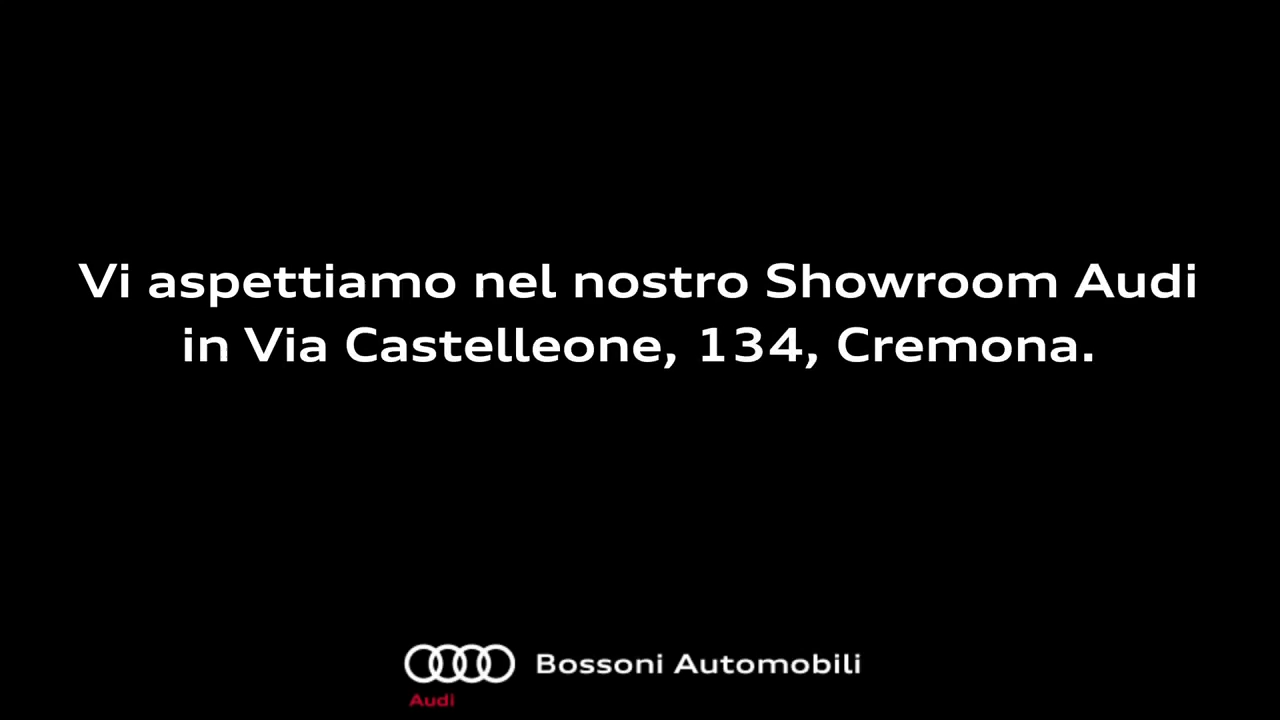 Vi aspettiamo nel nostro Showroom Audi
in Via Castelleone, 134, Cremona.
Bossoni Automobili
Audi